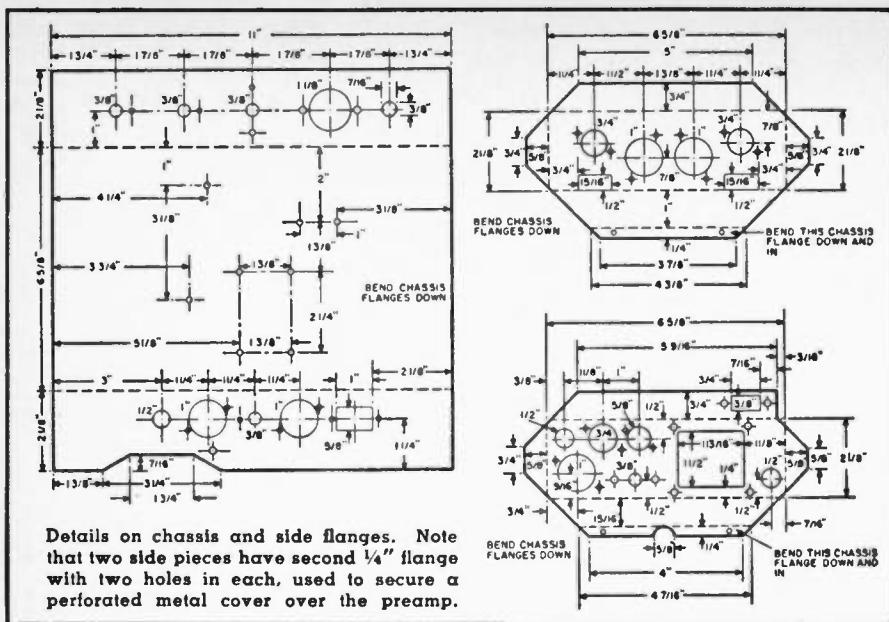 11"
1 3/4" 1 7/8" 1 7/8" 1 7/8" 1 7/8" 1 3/4"
1 1/8" 7/16"
3/8" 3/8" 3/8" 3/8"
2 1/8"
1"
1" 2"
4 1/4" 3 1/8"
3 1/8" 1"
1 3/8"
6 5/8"
3 3/4" 1 3/8"
BEND CHASSIS
FLANGES DOWN
2 1/4"
5 1/8" 1 3/8"
2 1/8"
3" 1 1/4" 1 1/4" 1 1/4" 1"
1/2" 1" 3/8" 1"
5/8" 1 1/4"
2 1/8"
7/16"
1 3/8" 3 1/4"
1 3/4"
Details on chassis and side flanges. Note
that two side pieces have second 1/4" flange
with two holes in each, used to secure a
perforated metal cover over the preamp.
6 5/8"
5"
1 1/4" 1 1/2" 1 3/8" 1 1/4" 1 1/4"
3/4"
3/4" 1" 1" 3/4" 7/8"
2 1/8" 3/4" 5/8" 5/8" 3/4" 2 1/8"
3/4" 7/8" 3/4"
15/16" 15/16"
1/2" 1" 1/2"
BEND CHASSIS
FLANGES DOWN
BEND THIS CHASSIS
FLANGE DOWN AND
IN
1/4"
3 7/8"
4 3/8"
6 5/8"
5 9/16"
3/16"
3/8" 1 1/8" 1" 7/16"
3/4"
1/2" 5/8" 1/2" 3/4" 3/8"
3/4
1 13/16" 1 1/8"
3/4" 5/8" 1" 3/8" 1 1/2" 1/4" 1/2" 5/8" 5/8" 2 1/8"
9/16
3/4" 15/16" 1/2" 1/2" 7/16"
BEND CHASSIS
FLANGES DOWN
5/8" 1/4"
BEND THIS CHASSIS
FLANGE DOWN AND
IN
4"
4 7/16"